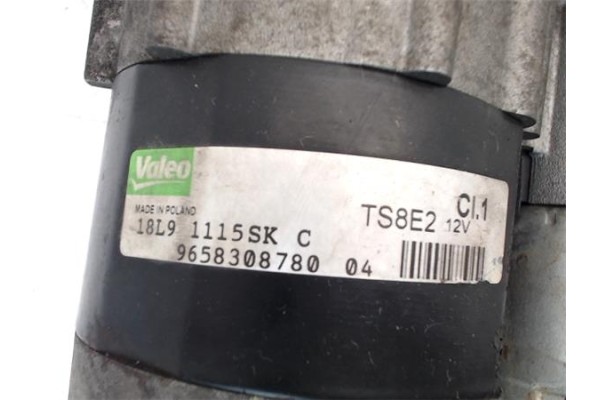 Valeo
MADE IN POLAND
18L9 1115SK C
9658308780 04
TS8E2 12V
Cl.1